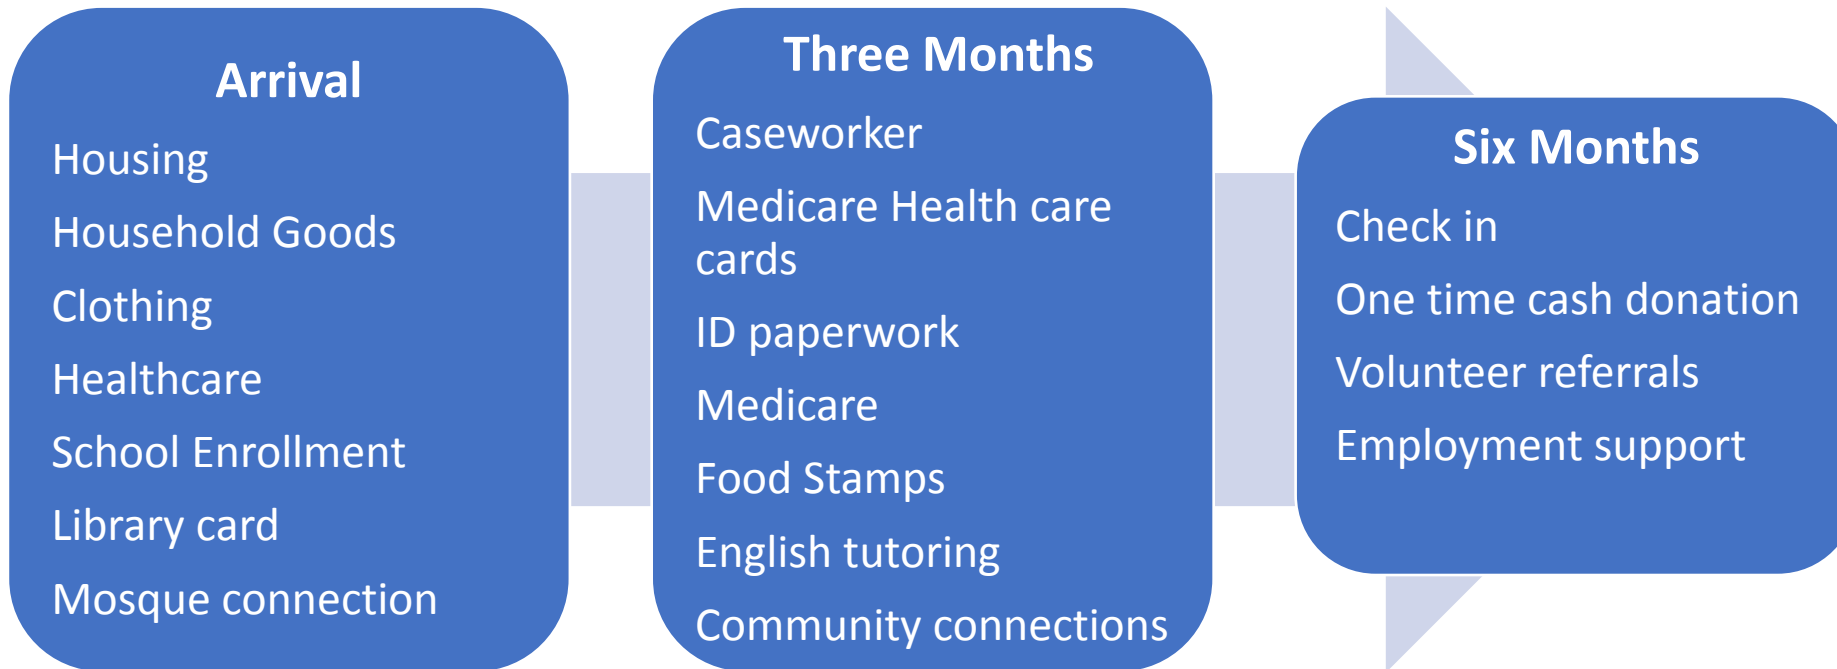 Arrival
Housing
Household Goods
Clothing
Healthcare
School Enrollment
Library card
Mosque connection
Three Months
Caseworker
Medicare Health care
cards
ID paperwork
Medicare
Food Stamps
English tutoring
Community connections
Six Months
Check in
One time cash donation
Volunteer referrals
Employment support